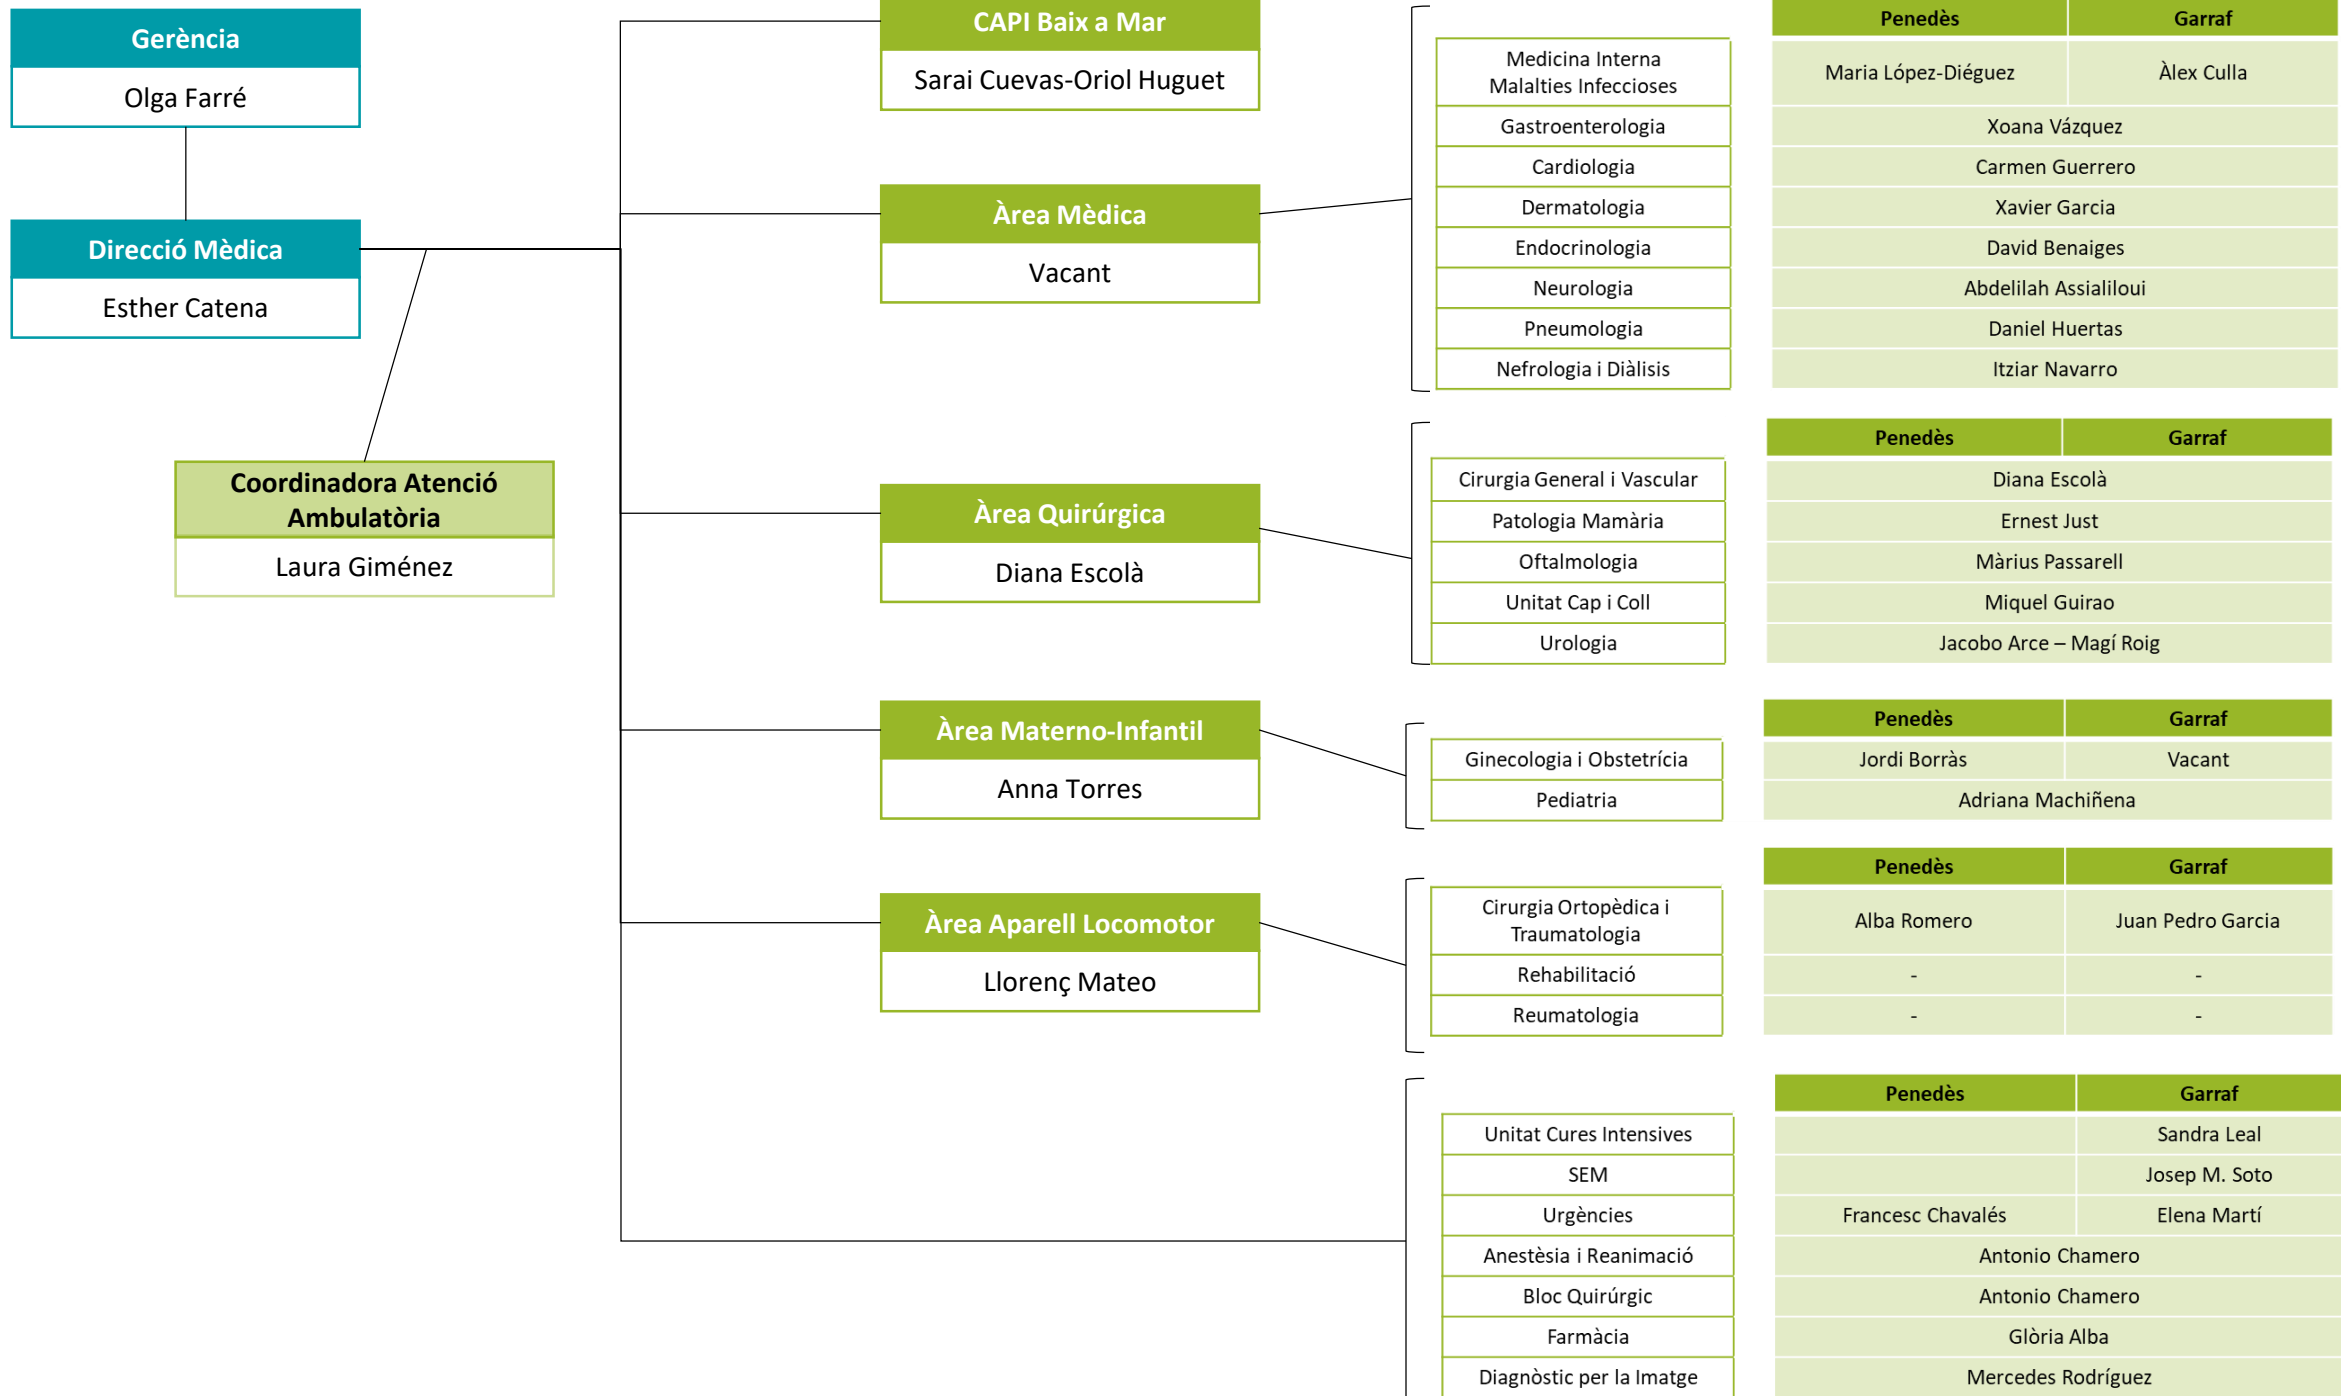 Gerència
Olga Farré
Direcció Mèdica
Esther Catena
Coordinadora Atenció
Ambulatòria
Laura Giménez
CAPI Baix a Mar
Sarai Cuevas-Oriol Huguet
Àrea Mèdica
Vacant
Penedès Garraf
Medicina Interna
Malalties Infeccioses
Maria López-Diéguez Àlex Culla
Gastroenterologia Xoana Vázquez
Cardiologia Carmen Guerrero
Dermatologia Xavier Garcia
Endocrinologia David Benaiges
Neurologia Abdelilah Assialiloui
Pneumologia Daniel Huertas
Nefrologia i Diàlisis Itziar Navarro
Àrea Quirúrgica
Diana Escolà
Penedès Garraf
Cirurgia General i Vascular Diana Escolà
Patologia Mamària Ernest Just
Oftalmologia Màrius Passarell
Unitat Cap i Coll Miquel Guirao
Urologia Jacobo Arce – Magí Roig
Àrea Materno-Infantil
Anna Torres
Penedès Garraf
Ginecologia i Obstetrícia Jordi Borràs Vacant
Pediatria Adriana Machiñena
Àrea Aparell Locomotor
Llorenç Mateo
Penedès Garraf
Cirurgia Ortopèdica i
Traumatologia
Alba Romero Juan Pedro Garcia
Rehabilitació - -
Reumatologia - -
Penedès Garraf
Unitat Cures Intensives Sandra Leal
SEM Josep M. Soto
Urgències Francesc Chavalés Elena Martí
Anestèsia i Reanimació Antonio Chamero
Bloc Quirúrgic Antonio Chamero
Farmàcia Glòria Alba
Diagnòstic per la Imatge Mercedes Rodríguez